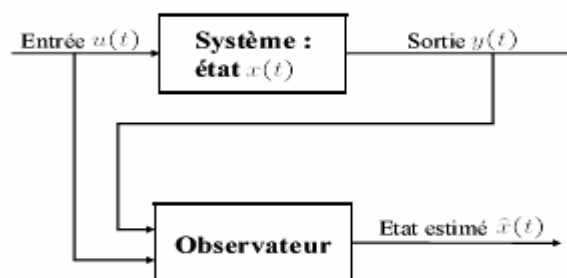 Entrée u(t)
Système :
état x(t)
Sortie y(t)
Observateur
Etat estimé x̂(t)